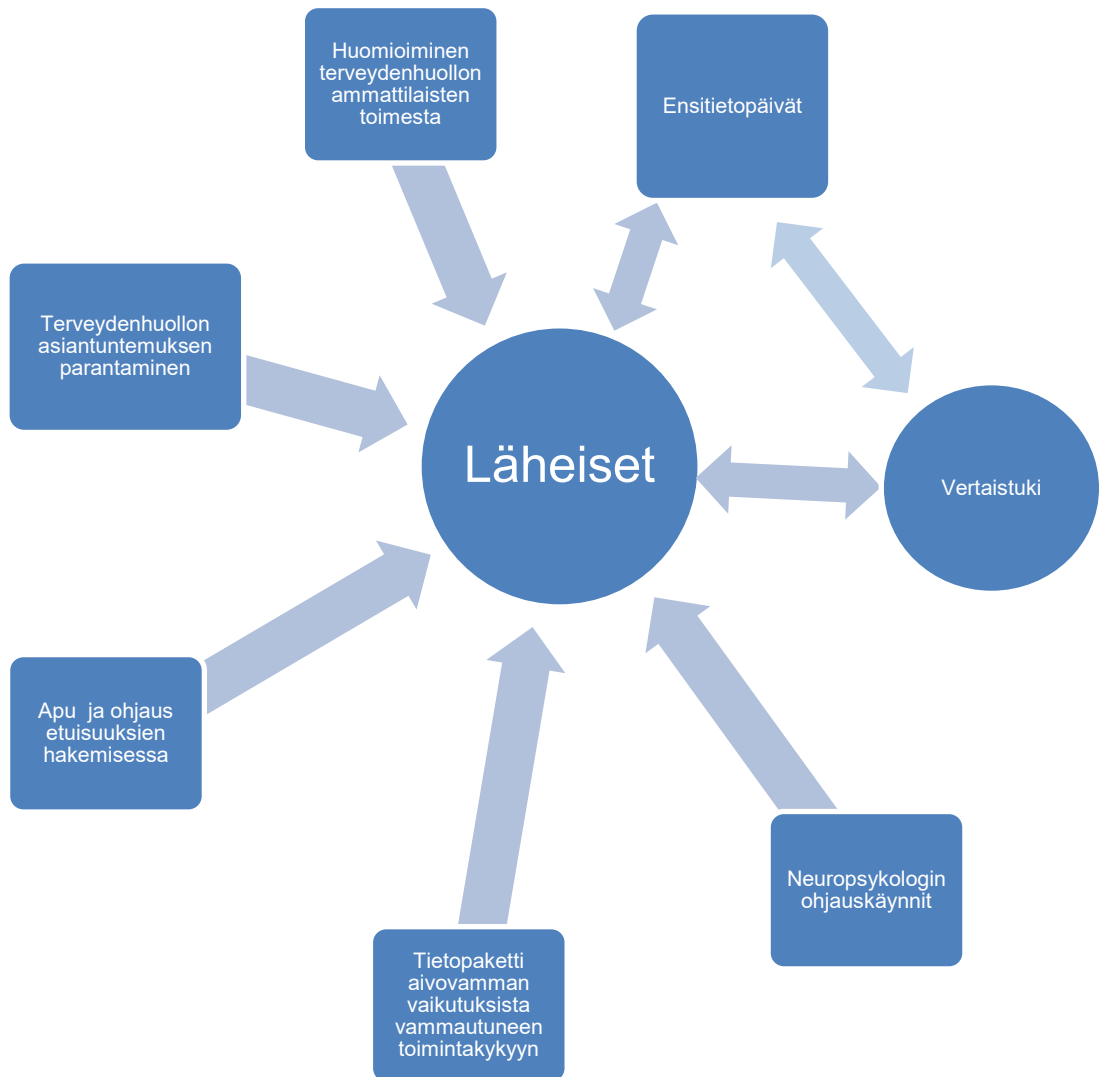 Huomioiminen
terveydenhuollon
ammattilaisten
toimesta
Ensitietopäivät
Terveydenhuollon
asiantuntemuksen
parantaminen
Läheiset
Vertaistuki
Apu ja ohjaus
etuisuuksien
hakemisessa
Neuropsykologin
ohjauskäynnit
Tietopaketti
aivovamman
vaikutuksista
vammautuneen
toimintakykyyn